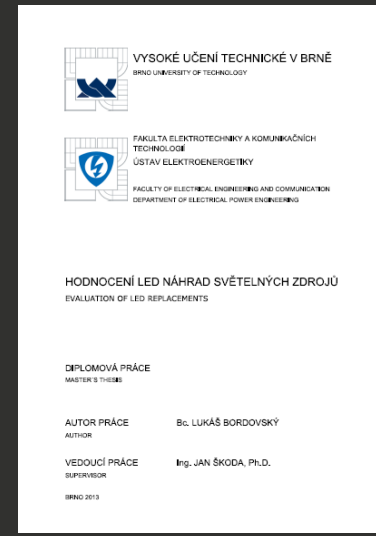 VYSOKÉ UČENÍ TECHNICKÉ V BRNĚ
BRNO UNIVERSITY OF TECHNOLOGY
FAKULTA ELEKTROTECHNIKY A KOMUNIKAČNÍCH
TECHNOLOGIÍ
ÚSTAV ELEKTROENERGETIKY
FACULTY OF ELECTRICAL ENGINEERING AND COMMUNICATION
DEPARTMENT OF ELECTRICAL POWER ENGINEERING
HODNOCENÍ LED NÁHRAD SVĚTELNÝCH ZDROJŮ
EVALUATION OF LED REPLACEMENTS
DIPLOMOVÁ PRÁCE
MASTER'S THESIS
AUTOR PRÁCE Bc. LUKÁŠ BORDOVSKÝ
AUTHOR
VEDOUCÍ PRÁCE Ing. JAN ŠKODA, Ph.D.
SUPERVISOR
BRNO 2013